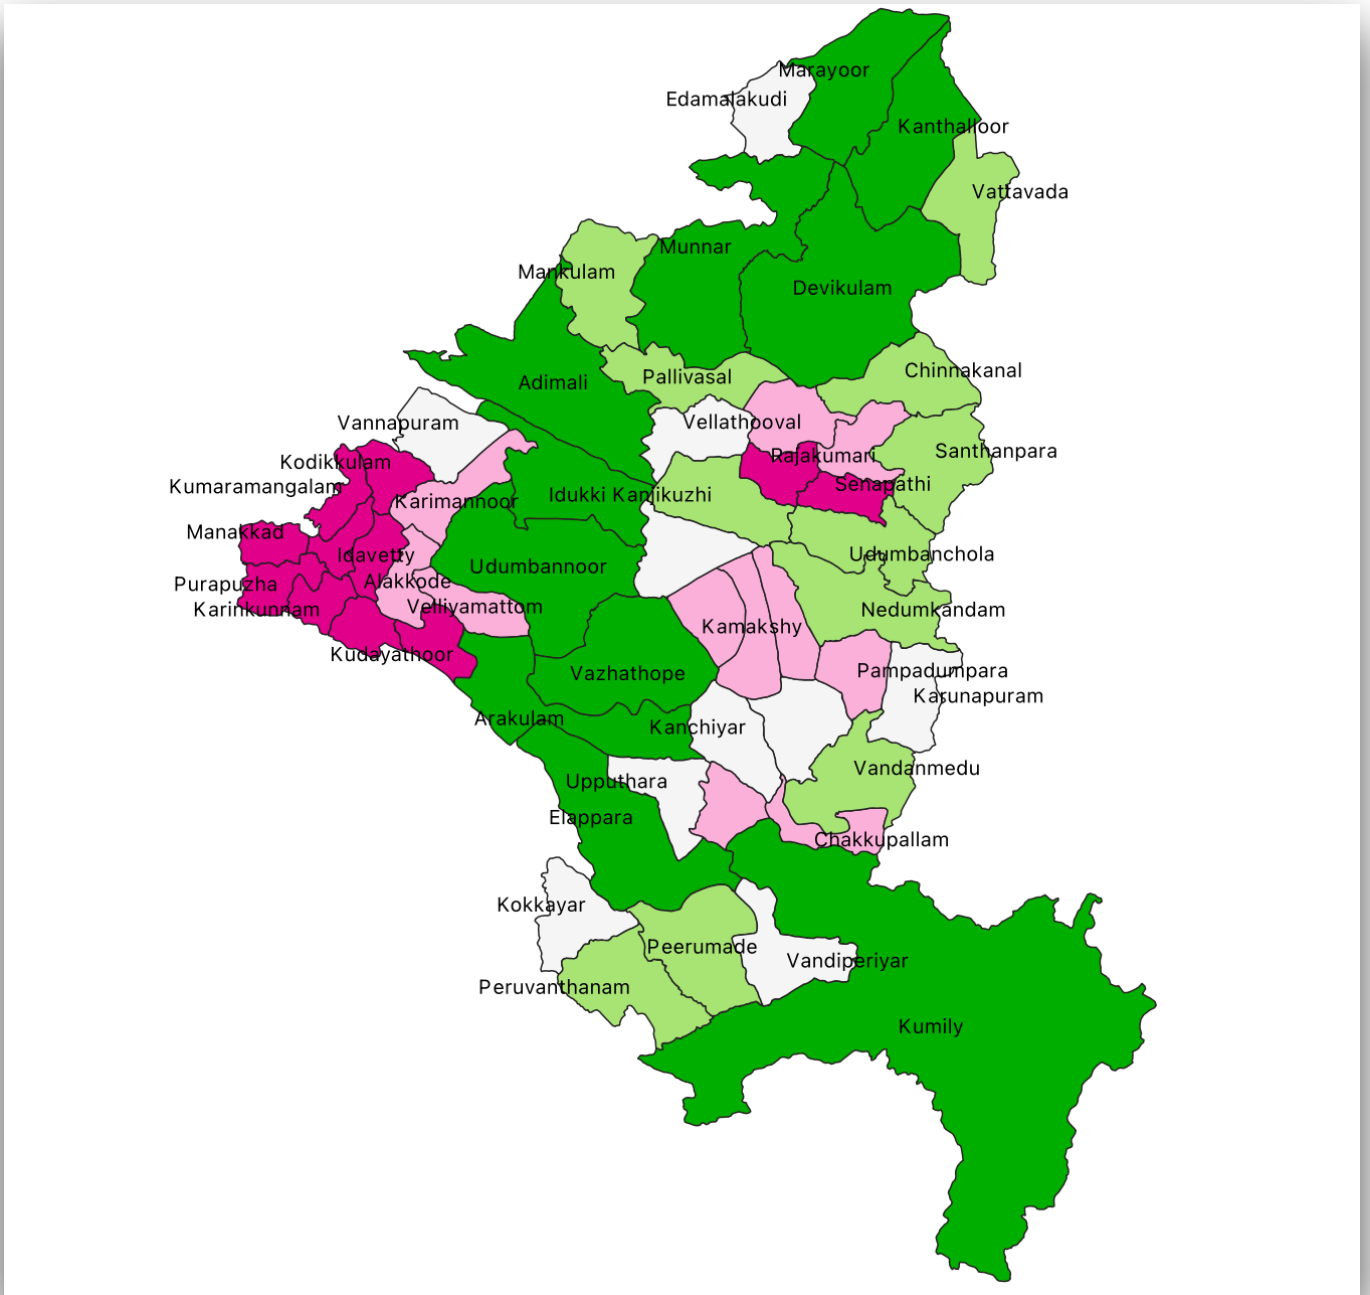 Marayoor
Edamalakudi
Kanthalloor
Vattavada
Munnar
Mankulam
Devikulam
Chinnakanal
Pallivasal
Adimali
Vannapuram
Vellathooval
Santhanpara
Rajakumari
Kodikkulam
Senapathi
Kumaramangalam
Idukki Kanjikuzhi
Karimannoor
Manakkad
Idavetty
Udumbanchola
Udumbannoor
Alakkode
Purapuzha
Velliyamattom
Karinkunnam
Nedumkandam
Kamakshy
Kudayathoor
Pampadumpara
Vazhathope
Karunapuram
Arakulam
Kanchiyar
Vandanmedu
Upputhara
Elappara
Chakkupallam
Kokkayar
Peerumade
Vandiperiyar
Peruvanthanam
Kumily